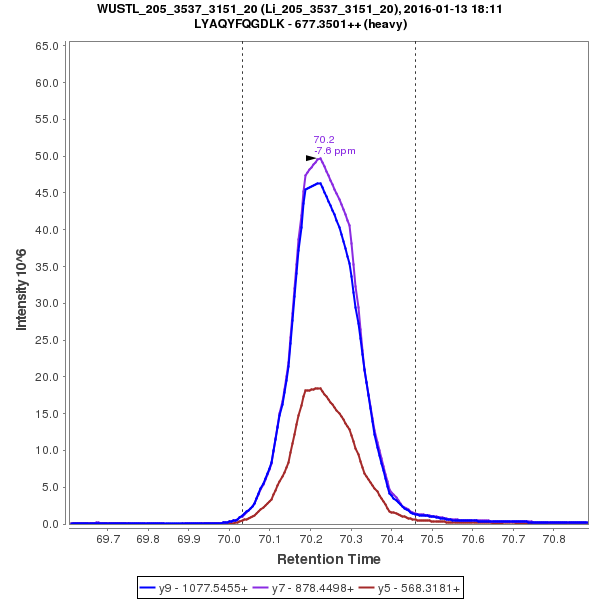 WUSTL_205_3537_3151_20 (Li_205_3537_3151_20), 2016-01-13 18:11
LYAQYFQGDLK - 677.3501++ (heavy)
65.0
60.0
55.0
50.0
45.0
40.0
35.0
30.0
25.0
20.0
15.0
10.0
5.0
0.0
Intensity 10^6
70.2
-7.6 ppm
69.7 69.8 69.9 70.0 70.1 70.2 70.3 70.4 70.5 70.6 70.7 70.8
Retention Time
y9 - 1077.5455+ y7 - 878.4498+ y5 - 568.3181+